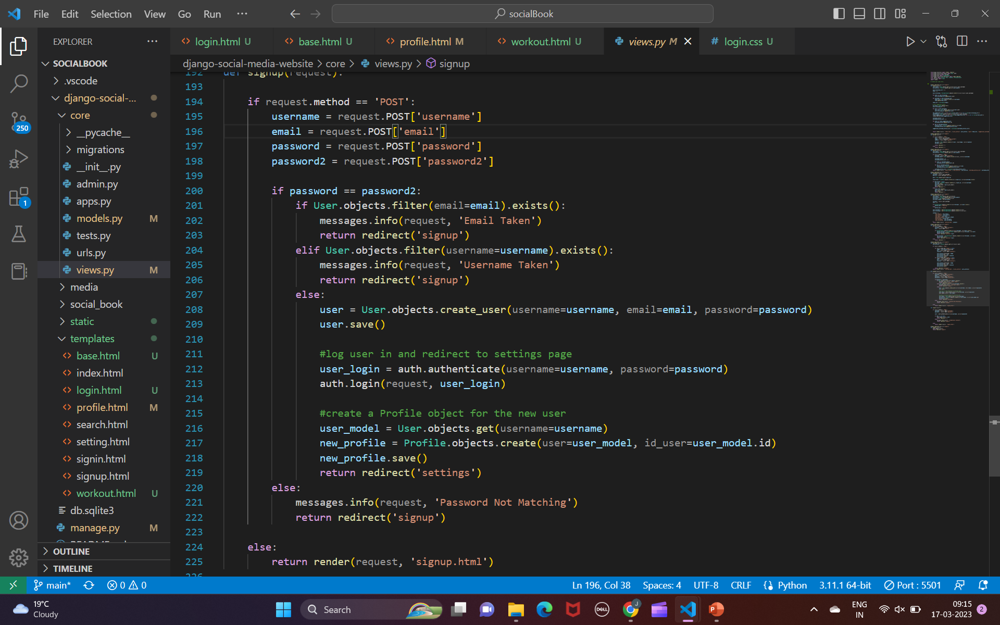 File Edit Selection View Go Run ··· socialBook
EXPLORER ···
login.html U base.html U profile.html M workout.html U views.py M login.css U
django-social-media-website > core > views.py > signup
SOCIALBOOK
.vscode
django-social-...
core
__pycache__
migrations
__init__.py
admin.py
apps.py
models.py M
tests.py
urls.py
views.py M
media
social_book
static
templates
base.html U
index.html
login.html U
profile.html M
search.html
setting.html
signin.html
signup.html
workout.html U
db.sqlite3
manage.py M
OUTLINE
TIMELINE
250
1
192 def signup(request):
193
194 if request.method == 'POST':
195 username = request.POST['username']
196 email = request.POST['email']
197 password = request.POST['password']
198 password2 = request.POST['password2']
199
200 if password == password2:
201 if User.objects.filter(email=email).exists():
202 messages.info(request, 'Email Taken')
203 return redirect('signup')
204 elif User.objects.filter(username=username).exists():
205 messages.info(request, 'Username Taken')
206 return redirect('signup')
207 else:
208 user = User.objects.create_user(username=username, email=email, password=password)
209 user.save()
210
211 #log user in and redirect to settings page
212 user_login = auth.authenticate(username=username, password=password)
213 auth.login(request, user_login)
214
215 #create a Profile object for the new user
216 user_model = User.objects.get(username=username)
217 new_profile = Profile.objects.create(user=user_model, id_user=user_model.id)
218 new_profile.save()
219 return redirect('settings')
220 else:
221 messages.info(request, 'Password Not Matching')
222 return redirect('signup')
223
224 else:
225 return render(request, 'signup.html')
main* 0 0 Ln 196, Col 38 Spaces: 4 UTF-8 CRLF Python 3.11.1 64-bit Port : 5501
19°C
Cloudy
Search
DELL
J
ENG
IN
09:15
17-03-2023
2